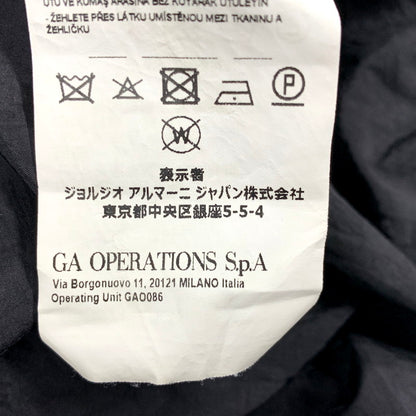 ÜTÜ VE KUMAŞ ARASINA BEZ KOYARAK ÜTÜLEYİN
- ŽEHLETE PŘES LÁTKU UMÍSTĚNOU MEZI TKANINU A
ŽEHLIČKU
P
W
表示者
ジョルジオ アルマーニ ジャパン株式会社
東京都中央区銀座5-5-4
GA OPERATIONS S.p.A
Via Borgonuovo 11, 20121 MILANO Italia
Operating Unit GAO086